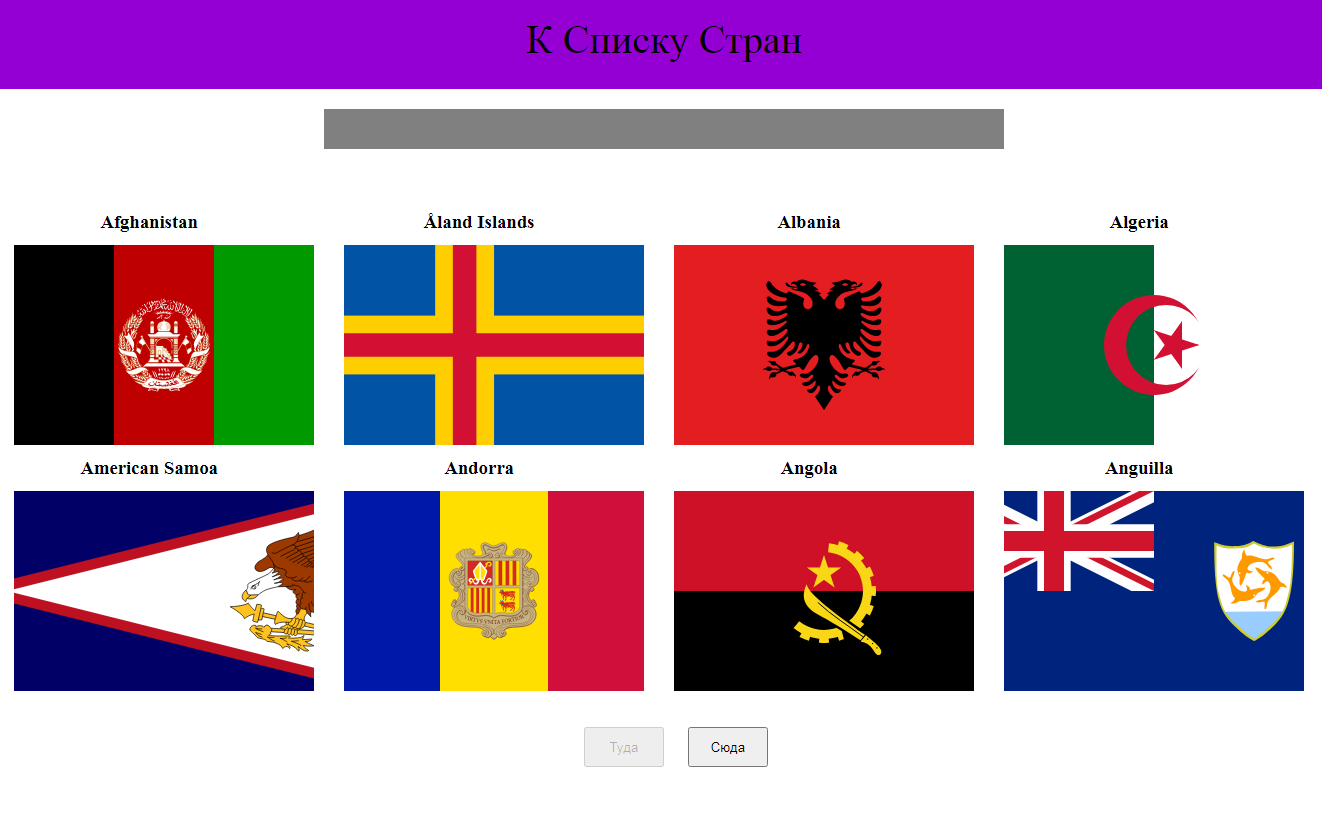 К Списку Стран
Afghanistan
Åland Islands
Albania
Algeria
American Samoa
Andorra
Angola
Anguilla
Туда
Сюда